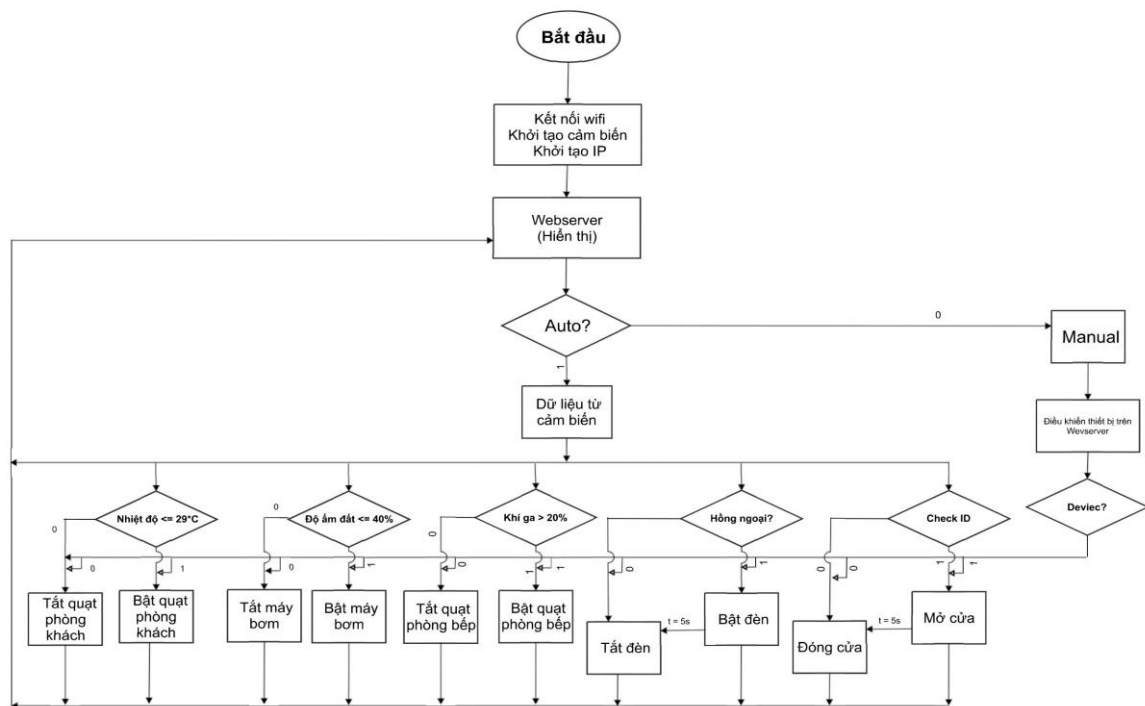 Bắt đầu
Kết nối wifi
Khởi tạo cảm biến
Khởi tạo IP
Webserver
(Hiển thị)
Auto?
0
Manual
1
Dữ liệu từ
cảm biến
Điều khiển thiết bị trên
Wevserver
Nhiệt độ <= 29°C
Độ ẩm đất <= 40%
Khí ga > 20%
Hồng ngoại?
Check ID
Deviec?
0
0
0
0
0
0
1
0
1
0
1
1
0
1
0
1
1
Tắt quạt
phòng
khách
Bật quạt
phòng
khách
Tắt máy
bơm
Bật máy
bơm
Tắt quạt
phòng bếp
Bật quạt
phòng bếp
Tắt đèn
t = 5s
Bật đèn
Đóng cửa
t = 5s
Mở cửa